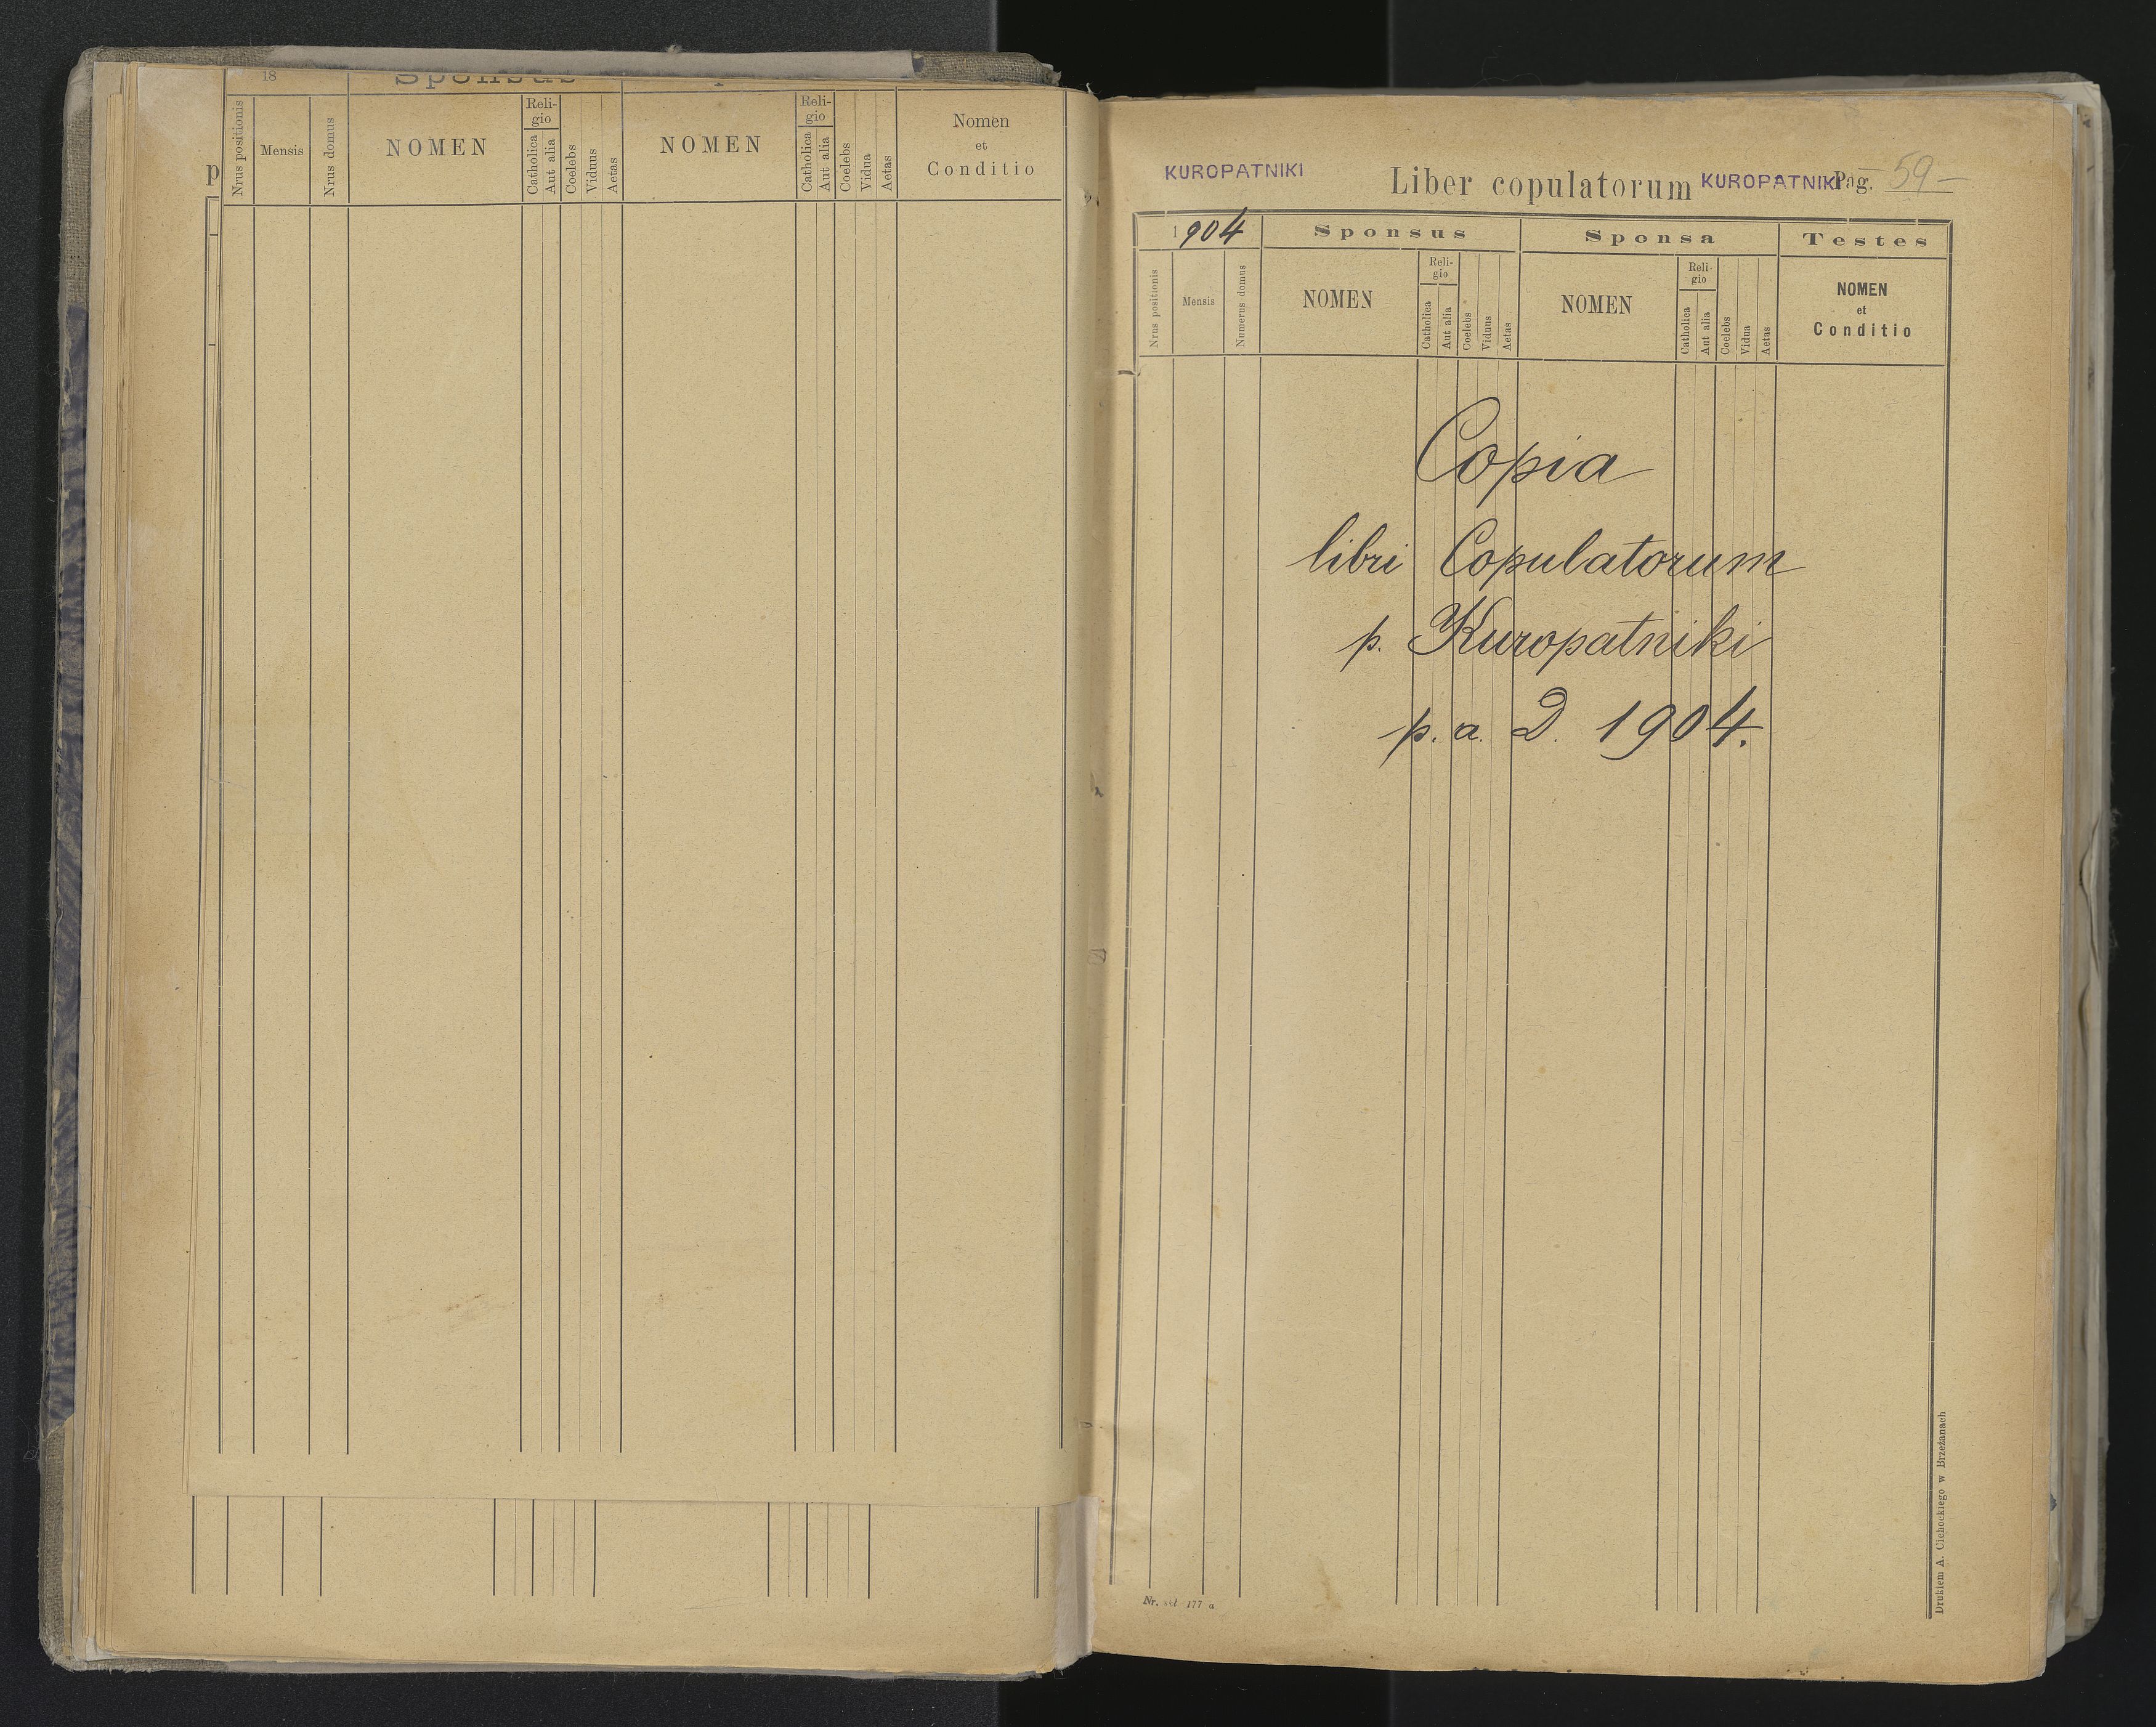 18 Sponsus
Nrus positionis Mensis Nrus domus NOMEN Reli-gio Catholica Aut alia Coelebs Viduus Aetas NOMEN Reli-gio Catholica Aut alia Coelebs Vidua Aetas Nomen et Conditio
p
KUROPATNIKI Liber copulatorum KUROPATNIKI Pag. 59-
1904 Sponsus Sponsa Testes
Nrus positionis Mensis Numerus domus NOMEN Reli-gio Catholica Aut alia Coelebs Viduus Aetas NOMEN Reli-gio Catholica Aut alia Coelebs Vidua Aetas NOMEN et Conditio
Copia
libri Copulatorum
p. Kuropatniki
p. a. D. 1904.
Nr. 177 a
Drukiem A. Cichockiego w Brzeżanach